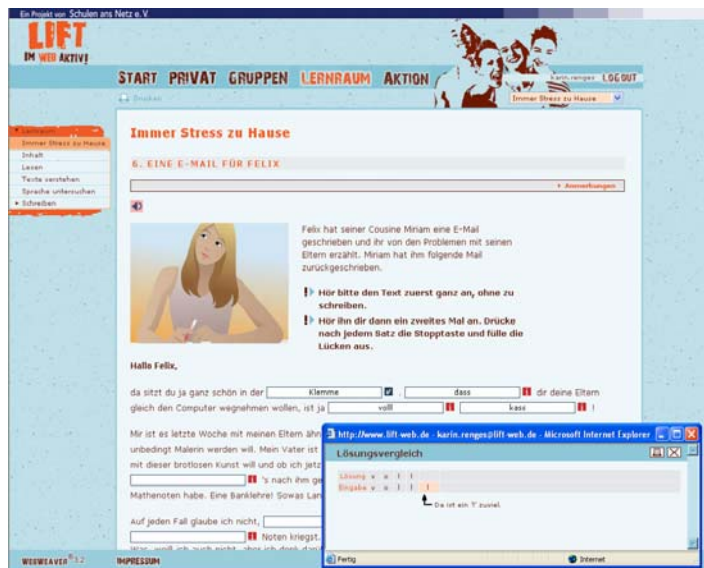 Ein Projekt von Schulen ans Netz e.V.
LIFT
IM WEB AKTIV!
START PRIVAT GRUPPEN LERNRAUM AKTION
karin.renges LOGOUT
Drucken
Immer Stress zu Hause
Lernraum
Immer Stress zu Hause
Inhalt
Lesen
Texte verstehen
Sprache untersuchen
Schreiben
Immer Stress zu Hause
6. EINE E-MAIL FÜR FELIX
Anmerkungen
Felix hat seiner Cousine Miriam eine E-Mail
geschrieben und ihr von den Problemen mit seinen
Eltern erzählt. Miriam hat ihm folgende Mail
zurückgeschrieben.
Hör bitte den Text zuerst ganz an, ohne zu
schreiben.
Hör ihn dir dann ein zweites Mal an. Drücke
nach jedem Satz die Stopptaste und fülle die
Lücken aus.
Hallo Felix,
da sitzt du ja ganz schön in der Klemme , dass dir deine Eltern
gleich den Computer wegnehmen wollen, ist ja volll kass !
Mir ist es letzte Woche mit meinen Eltern ähn
unbedingt Malerin werden will. Mein Vater ist
mit dieser brotlosen Kunst will und ob ich jetz
's nach ihm ge
Mathenoten habe. Eine Banklehre! Sowas Lan
Auf jeden Fall glaube ich nicht,
Noten kriegst.
http://www.lift-web.de - karin.renges@lift-web.de - Microsoft Internet Explorer
Lösungsvergleich
Lösung v o l l
Eingabe v o l l l
Da ist ein 'l' zuviel.
Fertig Internet
WEBWEAVER® 3.2 IMPRESSUM